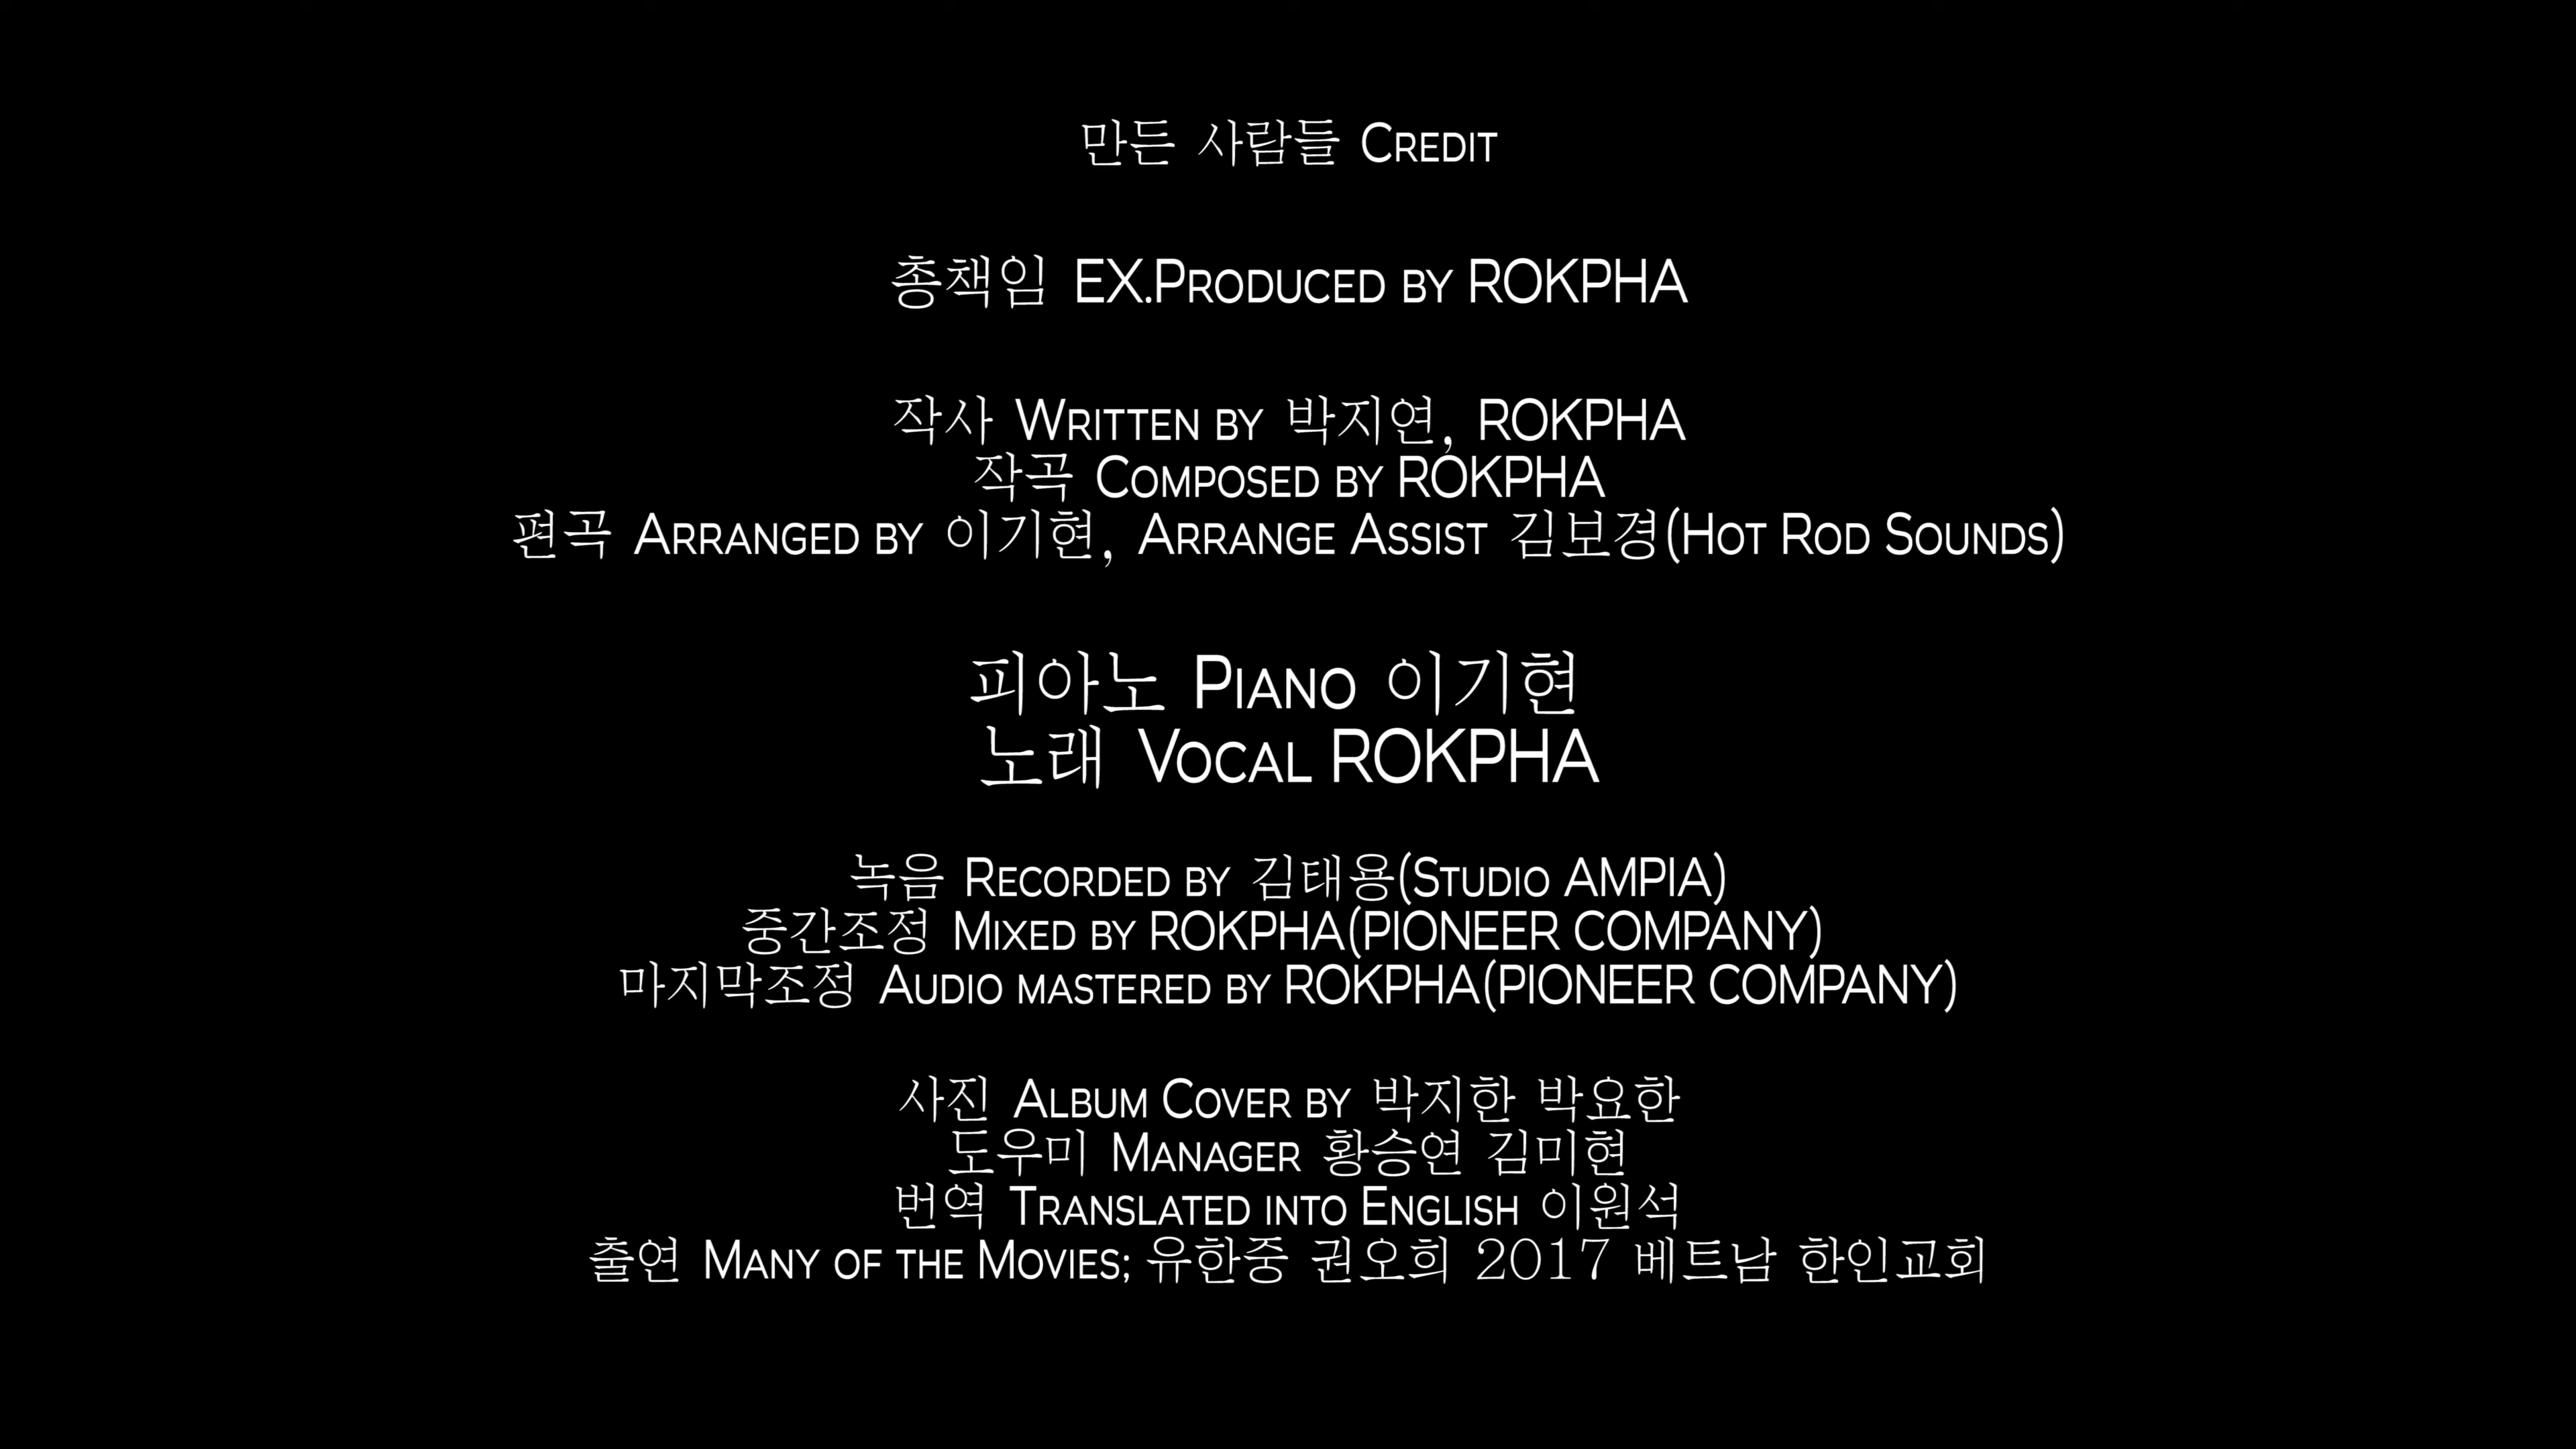 만든 사람들 Credit
총책임 EX.Produced by ROKPHA
작사 Written by 박지연, ROKPHA
작곡 Composed by ROKPHA
편곡 Arranged by 이기현, Arrange Assist 김보경(Hot Rod Sounds)
피아노 Piano 이기현
노래 Vocal ROKPHA
녹음 Recorded by 김태용(Studio AMPIA)
중간조정 Mixed by ROKPHA(PIONEER COMPANY)
마지막조정 Audio mastered by ROKPHA(PIONEER COMPANY)
사진 Album Cover by 박지한 박요한
도우미 Manager 황승연 김미현
번역 Translated into English 이원석
출연 Many of the Movies; 유한중 권오희 2017 베트남 한인교회